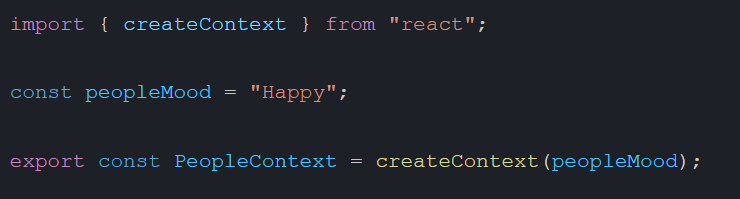 import { createContext } from "react";
const peopleMood = "Happy";
export const PeopleContext = createContext(peopleMood);